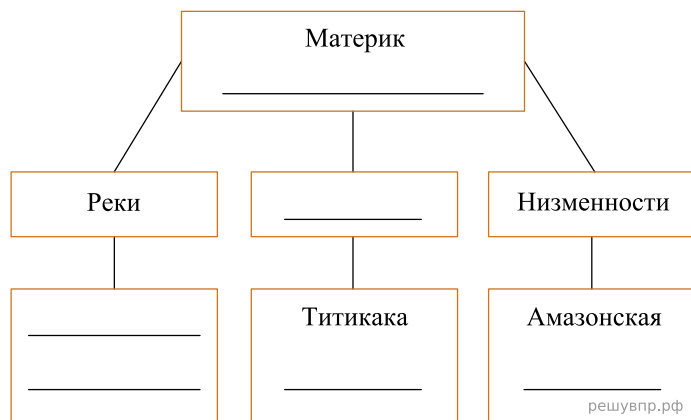 Материк
Реки
Низменности
Титикака
Амазонская
решувпр.рф